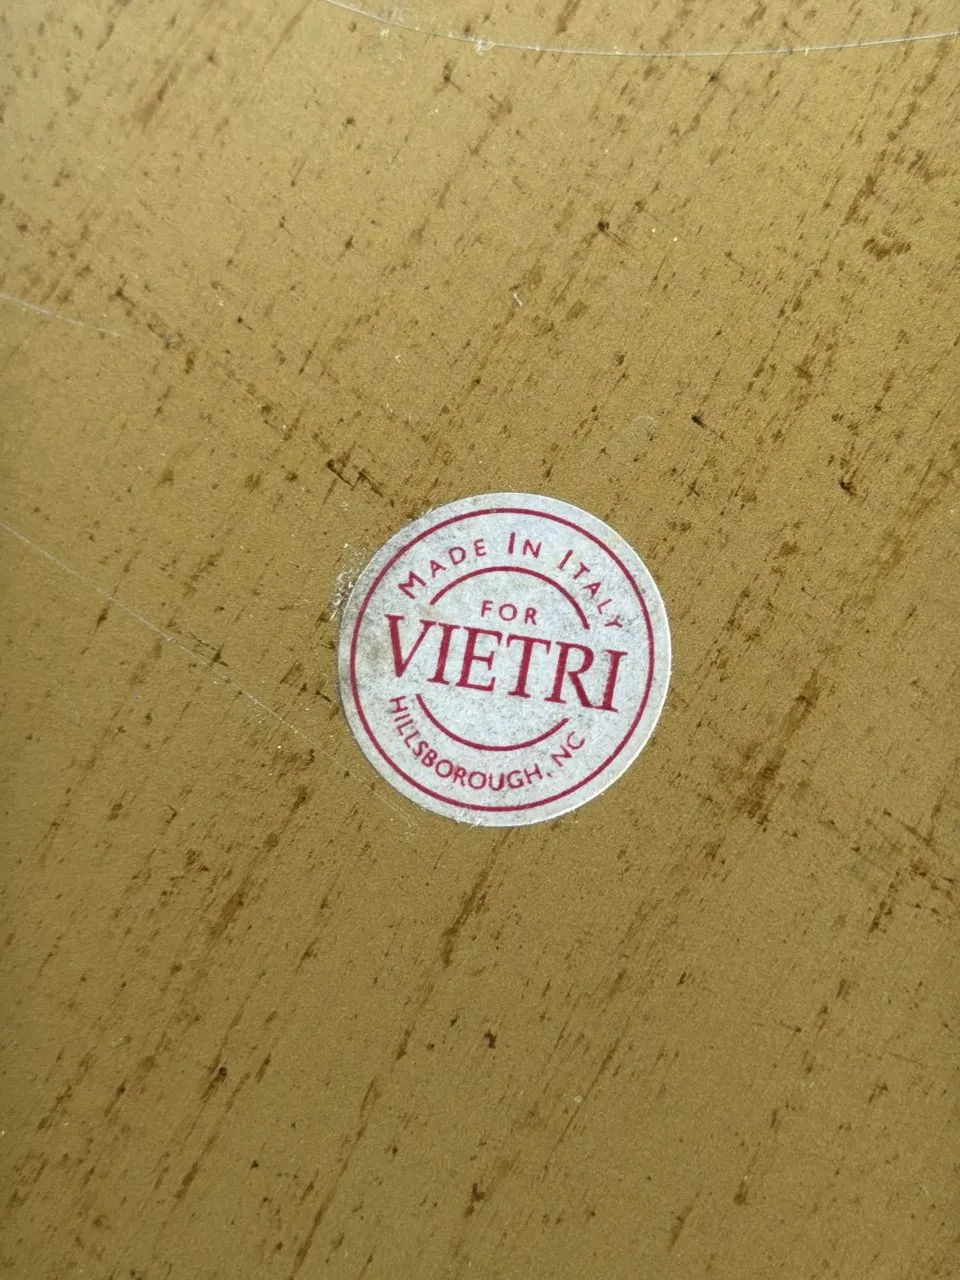 MADE IN ITALY
FOR
VIETRI
HILLSBOROUGH, NC